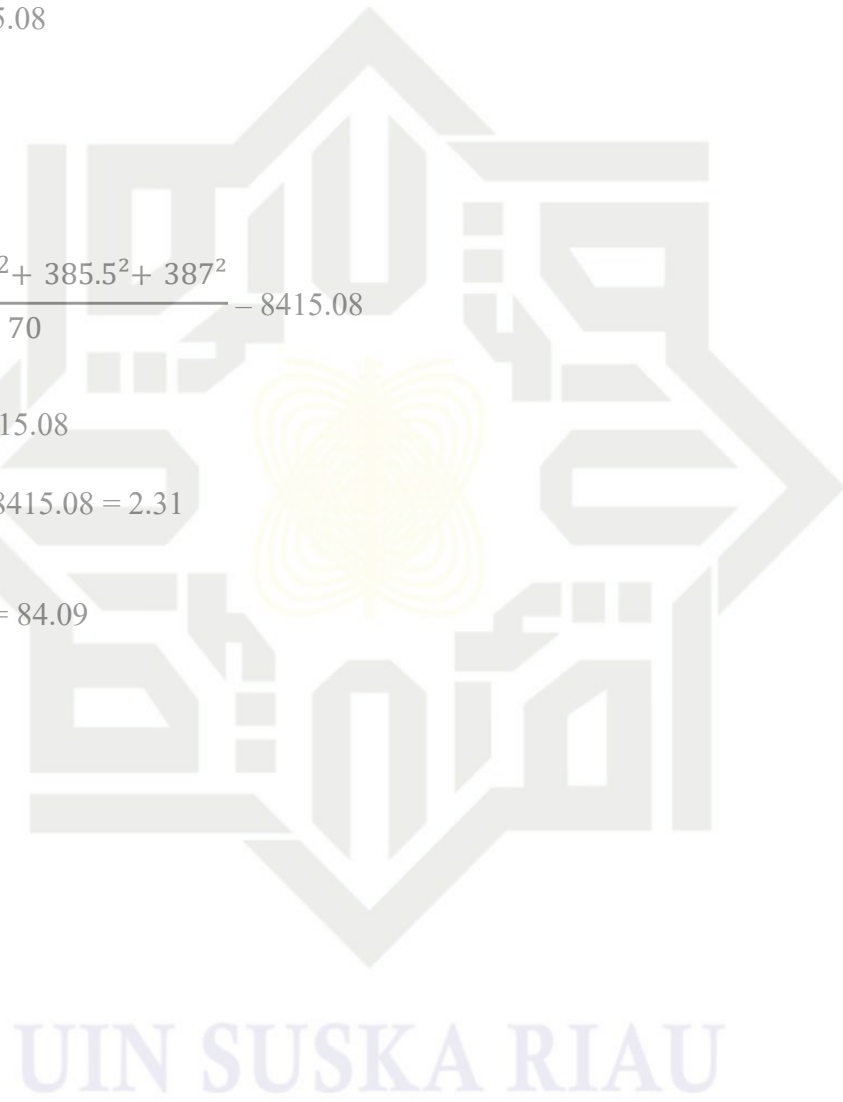 5.08
²+ 385.5²+ 387²
70
– 8415.08
15.08
8415.08 = 2.31
= 84.09
UIN SUSKA RIAU